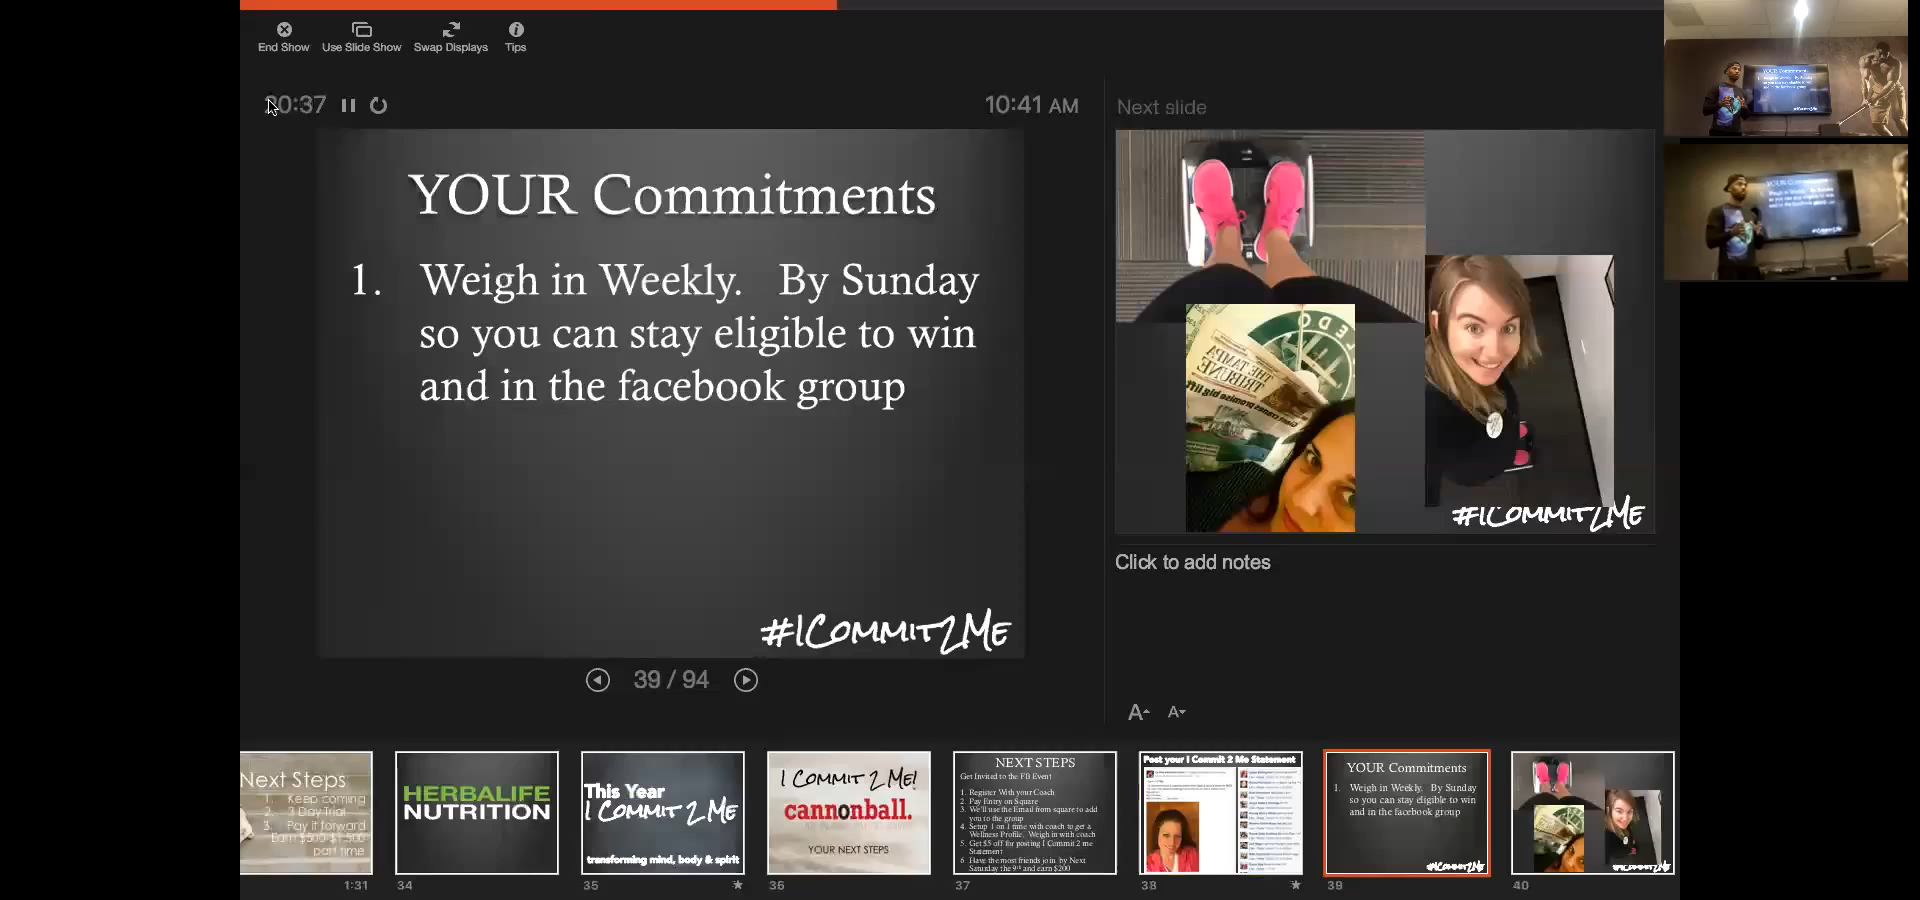 End Show
Use Slide Show
Swap Displays
Tips
20:37
10:41 AM
Next slide
YOUR Commitments
1. Weigh in Weekly. By Sunday
so you can stay eligible to win
and in the facebook group
#ICommit2Me
THE TAMPA
TRIBUNE
#ICommit2Me
Click to add notes
39 / 94
A
A
Next Steps
1. Keep coming
2. 3 Day Trial
3. Pay it forward
part time
1:31
HERBALIFE
NUTRITION
34
This Year
I Commit 2 Me
transforming mind, body & spirit
35
I Commit 2 Me!
cannonball.
YOUR NEXT STEPS
36
NEXT STEPS
Get Invited to the FB Event
1. Register With your Coach
2. Pay Entry on Square
3. We'll use the Email from square to add
you to the group
4. Setup 1 on 1 time with coach to get a
Wellness Profile. Weigh in with coach
5. Get $5 off for posting I Commit 2 me
Statement
6 Have the most friends join by Next
Saturday the 9th and earn $200
37
Post your I Commit 2 Me Statement
38
YOUR Commitments
1. Weigh in Weekly. By Sunday
so you can stay eligible to win
and in the facebook group
#ICommit2Me
39
#ICommit2Me
40